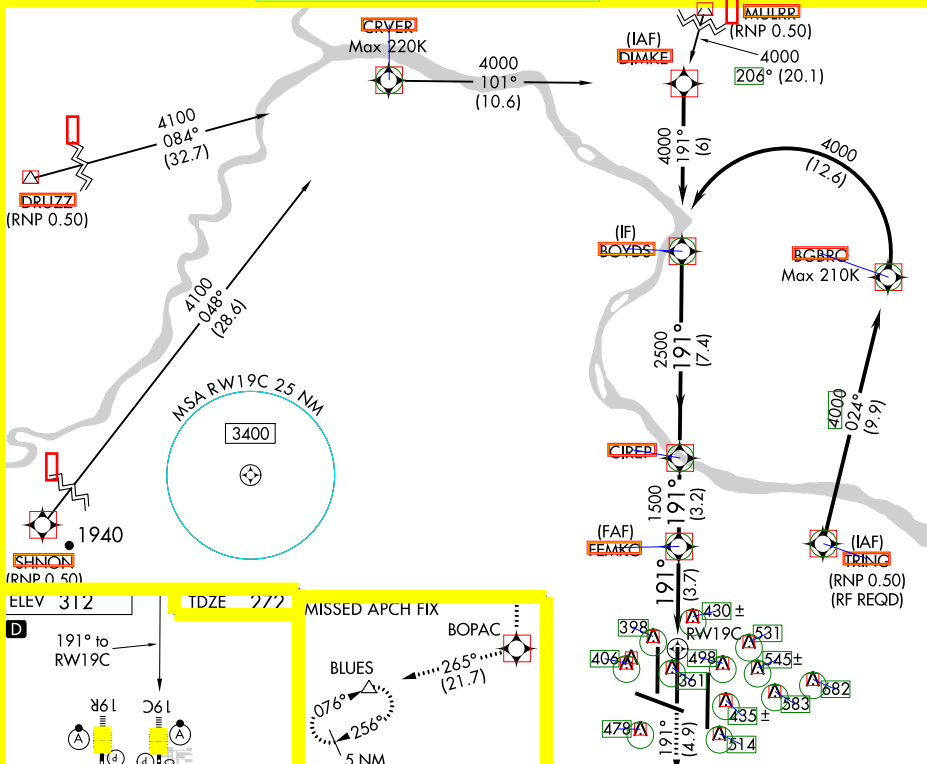 CRVER
Max 220K
4000
101°
(10.6)
(IAF)
DIMKE
MULRR
(RNP 0.50)
4000
206° (20.1)
4100
084°
(32.7)
DRUZZ
(RNP 0.50)
4000
191°
(6)
4000
(12.6)
(IF)
BOYDS
BGBRO
Max 210K
4100
048°
(28.6)
2500
191°
(7.4)
MSA RW19C 25 NM
3400
4000
024°
(9.9)
CIREP
1500
191°
(3.2)
SHNON
(RNP 0.50)
1940
(FAF)
FEMKO
(IAF)
TRING
(RNP 0.50)
(RF REQD)
191°
(3.7)
ELEV 312
TDZE 272
D
191° to
RW19C
19R
19C
A
A
P
P
MISSED APCH FIX
BOPAC
265°
(21.7)
BLUES
076°
256°
5 NM
430 ±
398
RW19C
531
406
361
498
545±
682
583
435 ±
478
514
191°
(4.9)